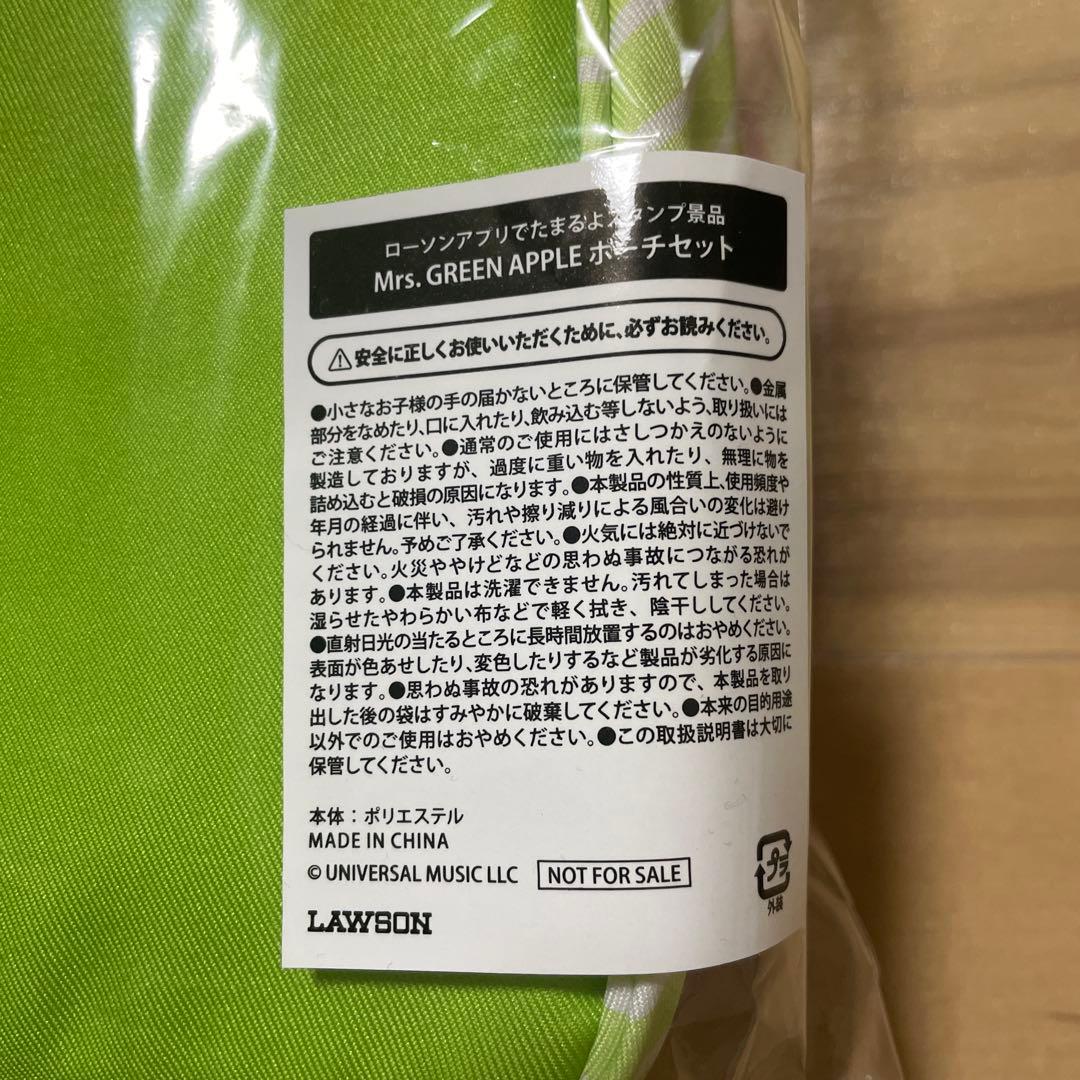 ローソンアプリでたまるよスタンプ景品
Mrs. GREEN APPLE ポーチセット
安全に正しくお使いいただくために、必ずお読みください。
●小さなお子様の手の届かないところに保管してください。●金属
部分をなめたり、口に入れたり、飲み込む等しないよう、取り扱いには
ご注意ください。●通常のご使用にはさしつかえのないように
製造しておりますが、過度に重い物を入れたり、無理に物を
詰め込むと破損の原因になります。●本製品の性質上、使用頻度や
年月の経過に伴い、汚れや擦り減りによる風合いの変化は避け
られません。予めご了承ください。●火気には絶対に近づけないで
ください。火災ややけどなどの思わぬ事故につながる恐れが
あります。●本製品は洗濯できません。汚れてしまった場合は
湿らせたやわらかい布などで軽く拭き、陰干ししてください。
●直射日光の当たるところに長時間放置するのはおやめください。
表面が色あせしたり、変色したりするなど製品が劣化する原因に
なります。●思わぬ事故の恐れがありますので、本製品を取り
出した後の袋はすみやかに破棄してください。●本来の目的用途
以外でのご使用はおやめください。●この取扱説明書は大切に
保管してください。
本体：ポリエステル
MADE IN CHINA
© UNIVERSAL MUSIC LLC NOT FOR SALE
プラ
外装
LAWSON